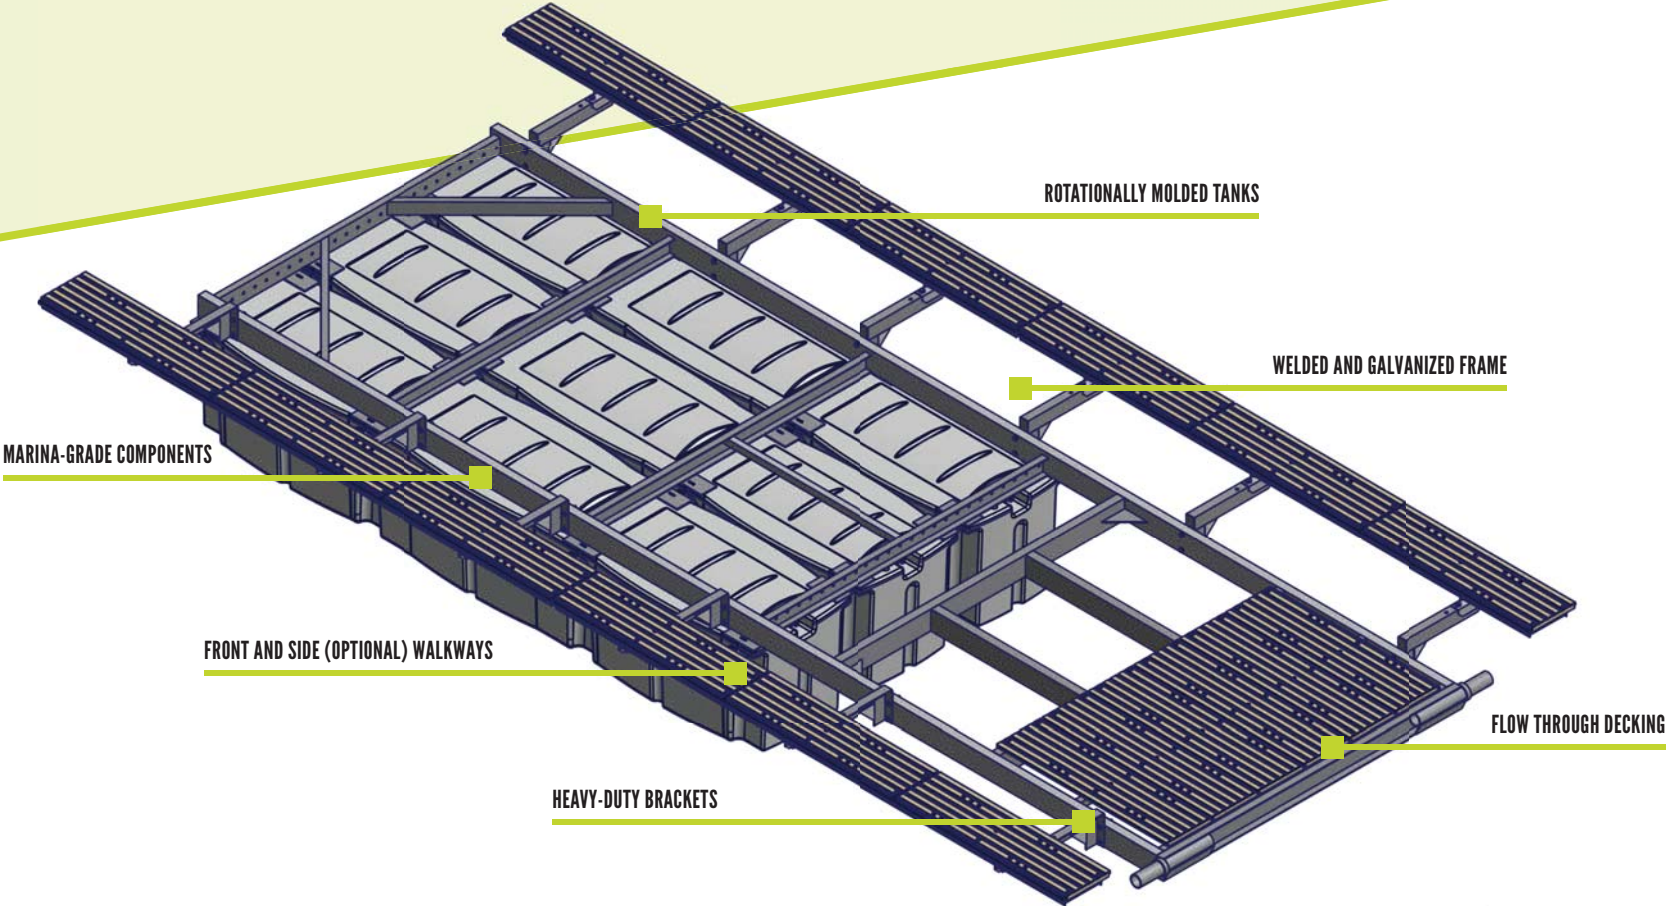 ROTATIONALLY MOLDED TANKS
WELDED AND GALVANIZED FRAME
MARINA-GRADE COMPONENTS
FRONT AND SIDE (OPTIONAL) WALKWAYS
FLOW THROUGH DECKING
HEAVY-DUTY BRACKETS